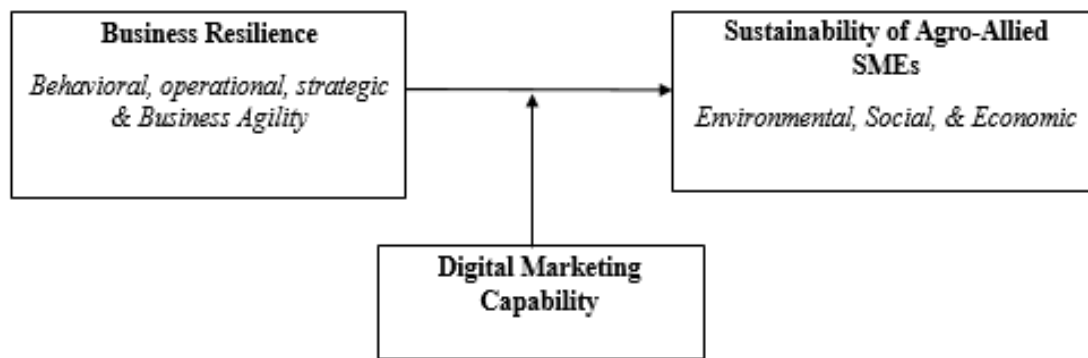 Business Resilience
Behavioral, operational, strategic
& Business Agility
Sustainability of Agro-Allied
SMEs
Environmental, Social, & Economic
Digital Marketing
Capability